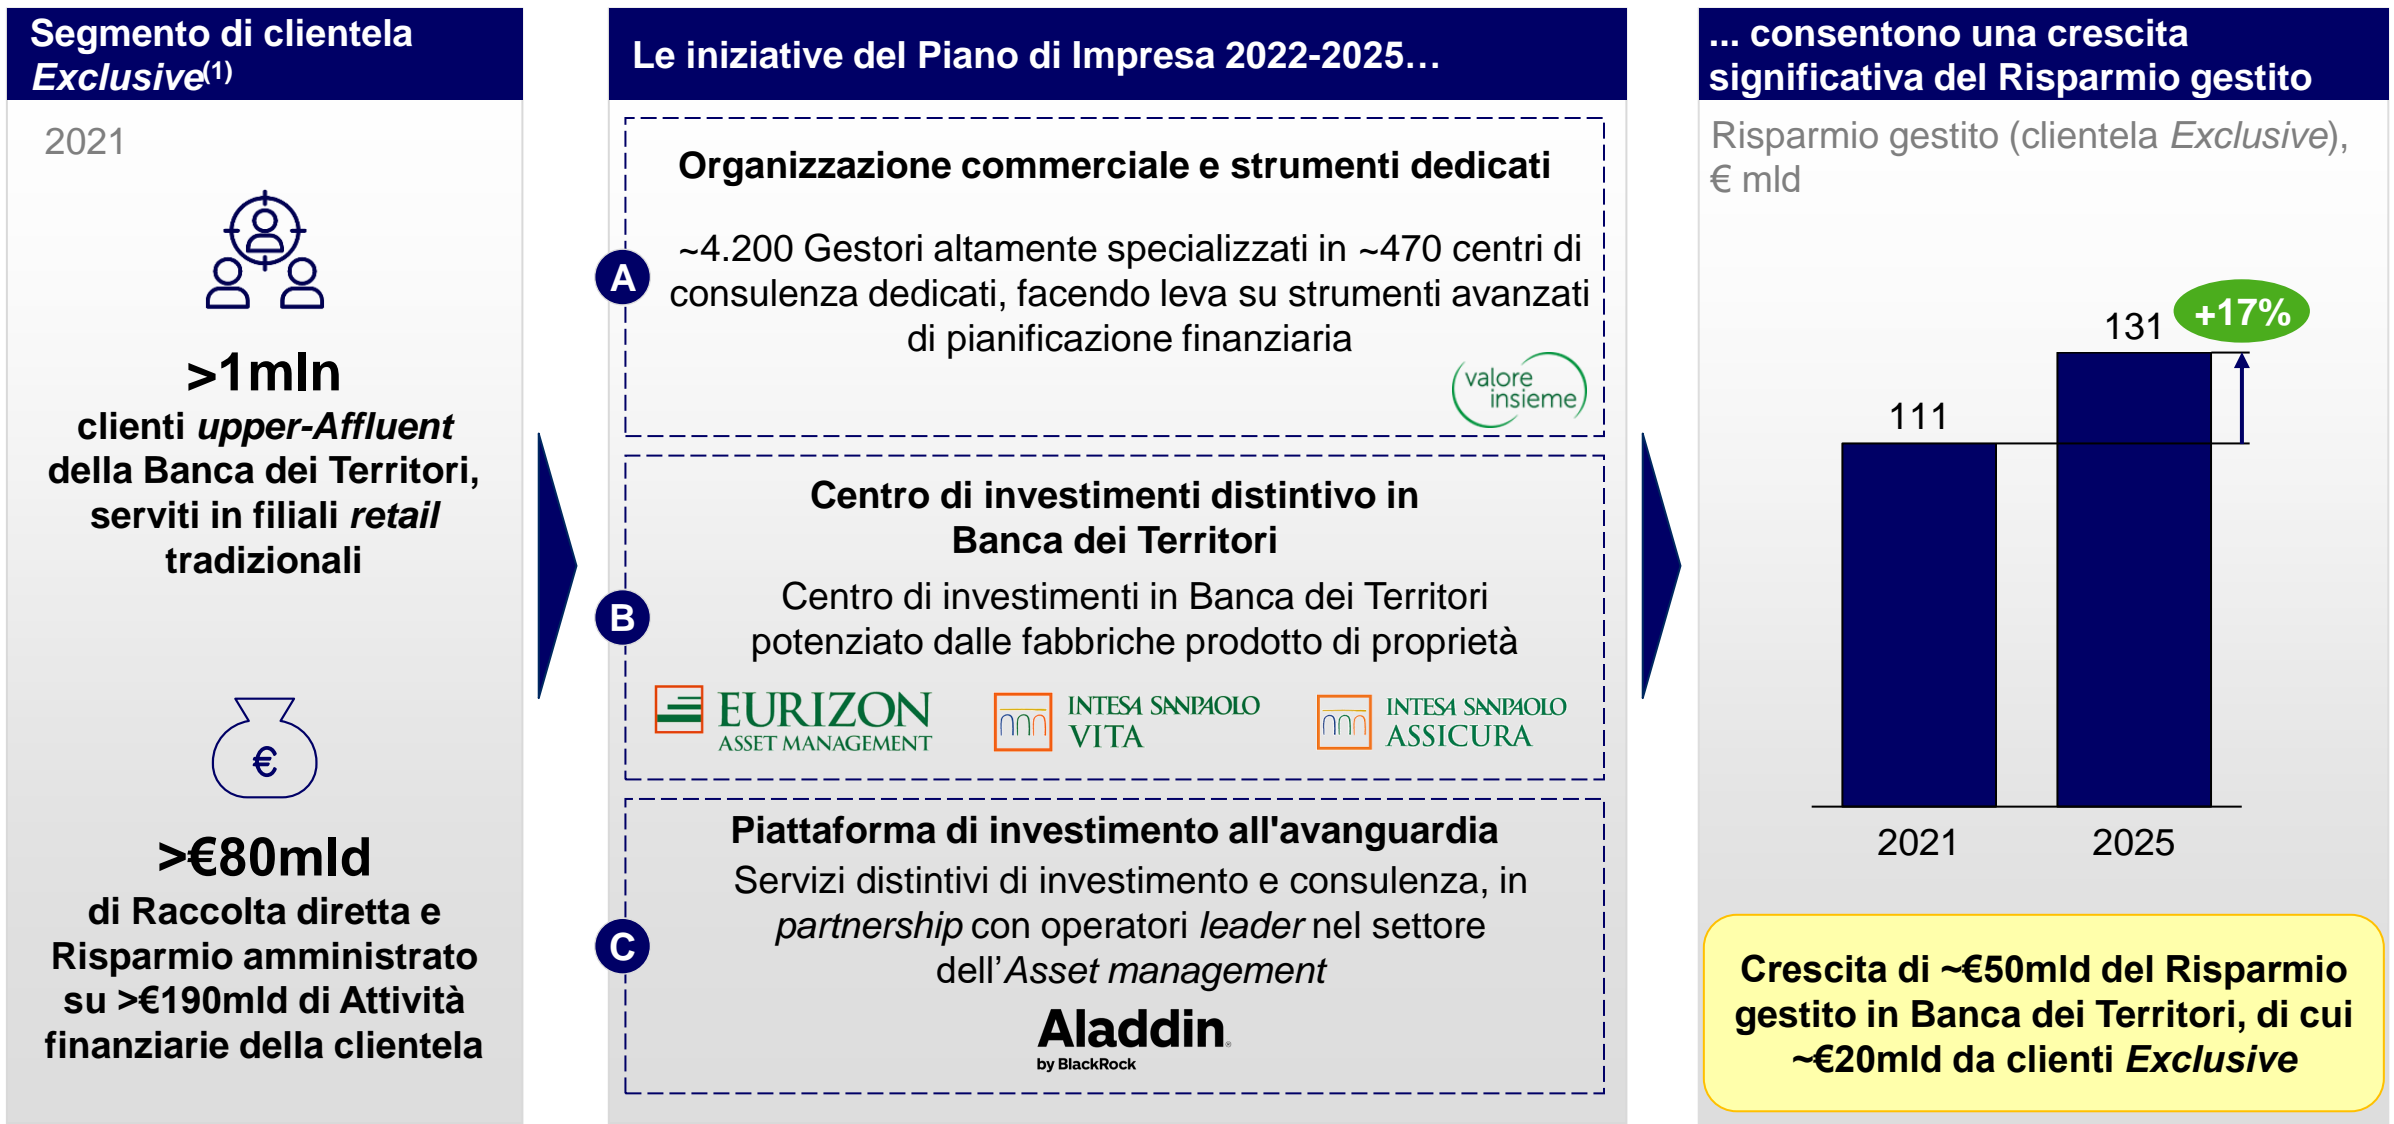 Segmento di clientela
Exclusive(1)
2021
>1mln
clienti upper-Affluent
della Banca dei Territori,
serviti in filiali retail
tradizionali
€
>€80mld
di Raccolta diretta e
Risparmio amministrato
su >€190mld di Attività
finanziarie della clientela
Le iniziative del Piano di Impresa 2022-2025…
A
Organizzazione commerciale e strumenti dedicati
~4.200 Gestori altamente specializzati in ~470 centri di
consulenza dedicati, facendo leva su strumenti avanzati
di pianificazione finanziaria
valore
insieme
B
Centro di investimenti distintivo in
Banca dei Territori
Centro di investimenti in Banca dei Territori
potenziato dalle fabbriche prodotto di proprietà
EURIZON
ASSET MANAGEMENT
INTESA SANPAOLO
VITA
INTESA SANPAOLO
ASSICURA
C
Piattaforma di investimento all'avanguardia
Servizi distintivi di investimento e consulenza, in
partnership con operatori leader nel settore
dell’Asset management
Aladdin®
by BlackRock
... consentono una crescita
significativa del Risparmio gestito
Risparmio gestito (clientela Exclusive),
€ mld
+17%
131
111
2021
2025
Crescita di ~€50mld del Risparmio
gestito in Banca dei Territori, di cui
~€20mld da clienti Exclusive